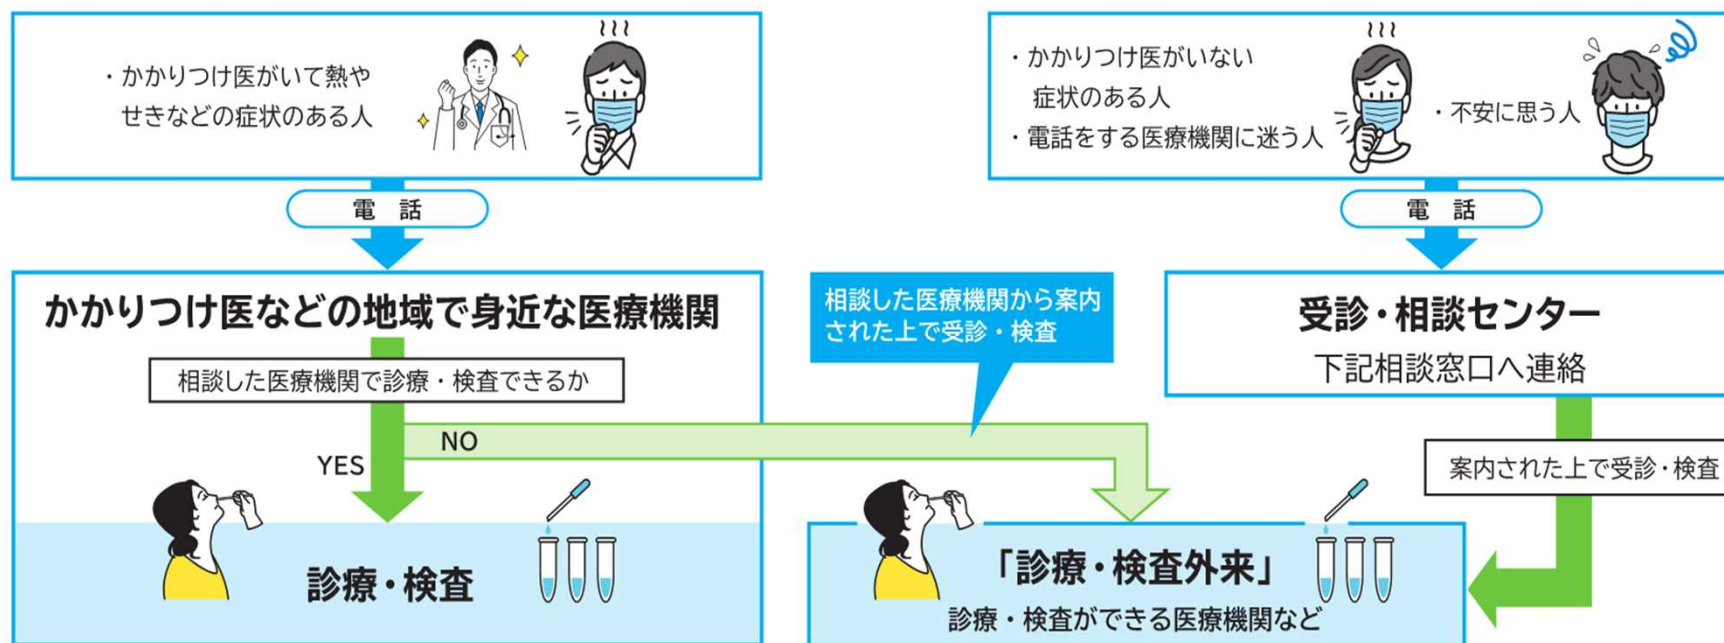 ・かかりつけ医がいて熱や
せきなどの症状のある人
電 話
かかりつけ医などの地域で身近な医療機関
相談した医療機関で診療・検査できるか
YES
NO
診療・検査
相談した医療機関から案内
された上で受診・検査
・かかりつけ医がいない
症状のある人
・電話をする医療機関に迷う人
・不安に思う人
電 話
受診・相談センター
下記相談窓口へ連絡
案内された上で受診・検査
「診療・検査外来」
診療・検査ができる医療機関など